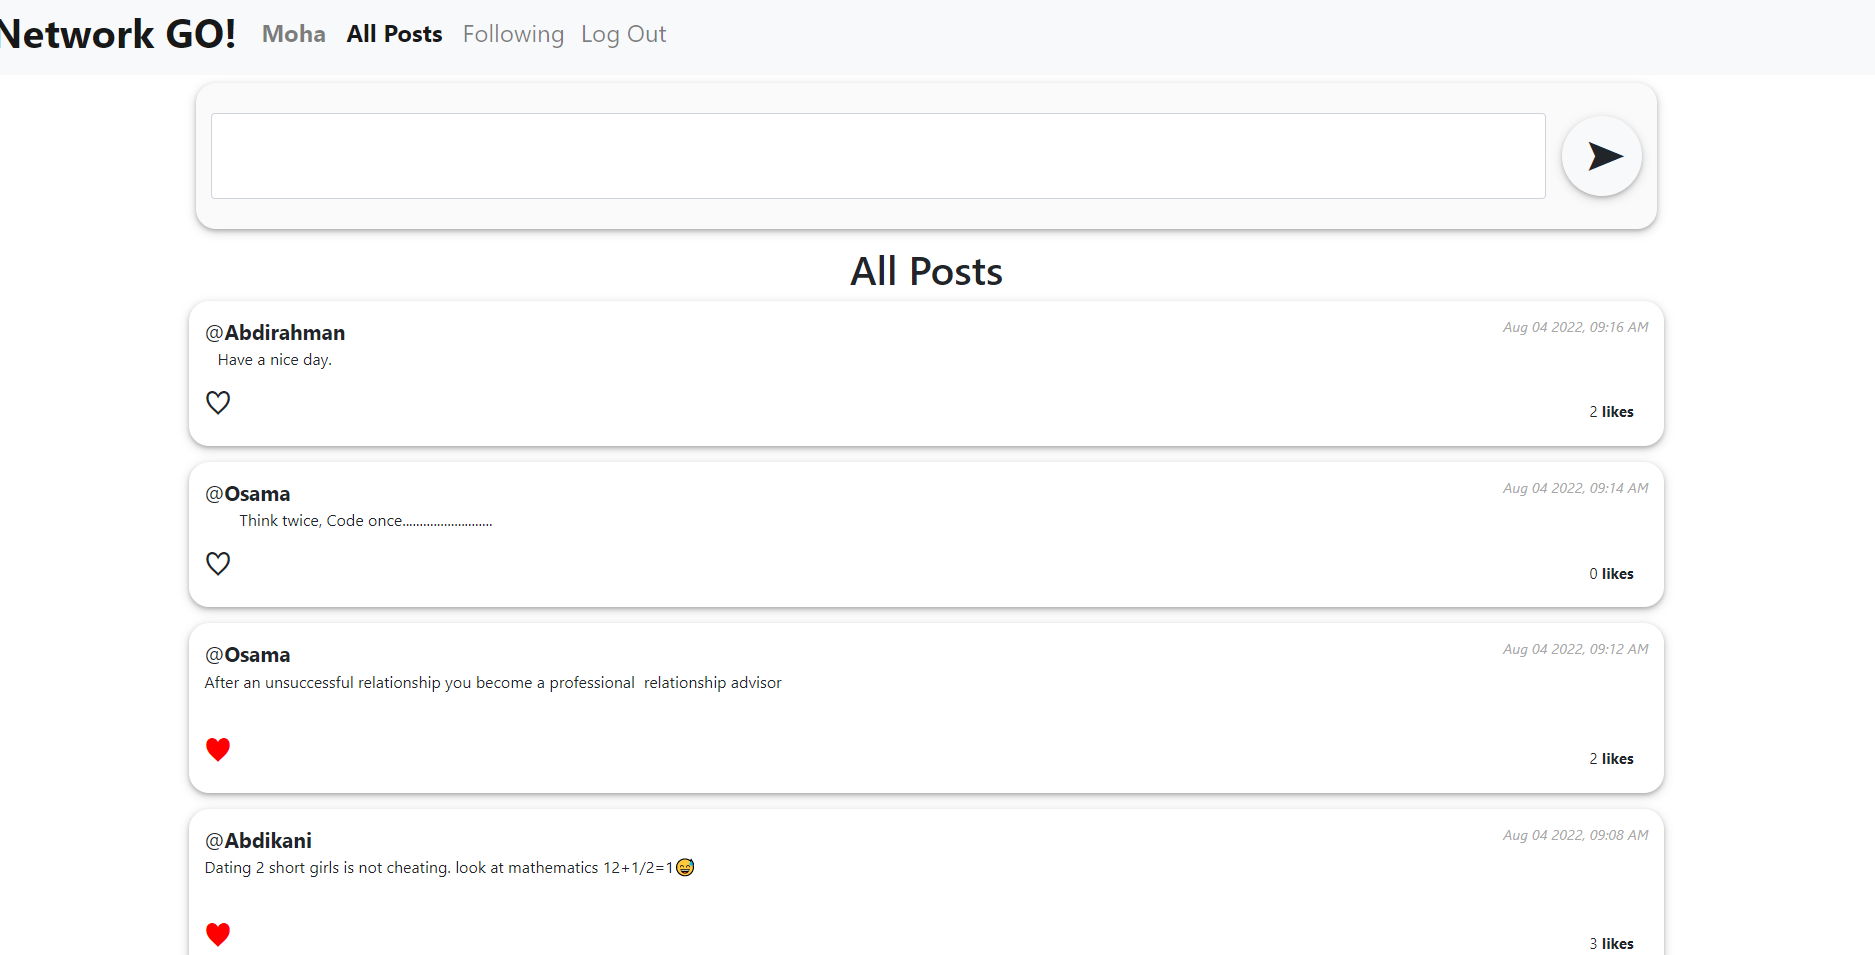 Network GO! Moha All Posts Following Log Out
All Posts
@Abdirahman Aug 04 2022, 09:16 AM
Have a nice day.
2 likes
@Osama Aug 04 2022, 09:14 AM
Think twice, Code once..........................
0 likes
@Osama Aug 04 2022, 09:12 AM
After an unsuccessful relationship you become a professional  relationship advisor
2 likes
@Abdikani Aug 04 2022, 09:08 AM
Dating 2 short girls is not cheating. look at mathematics 12+1/2=1😅
3 likes